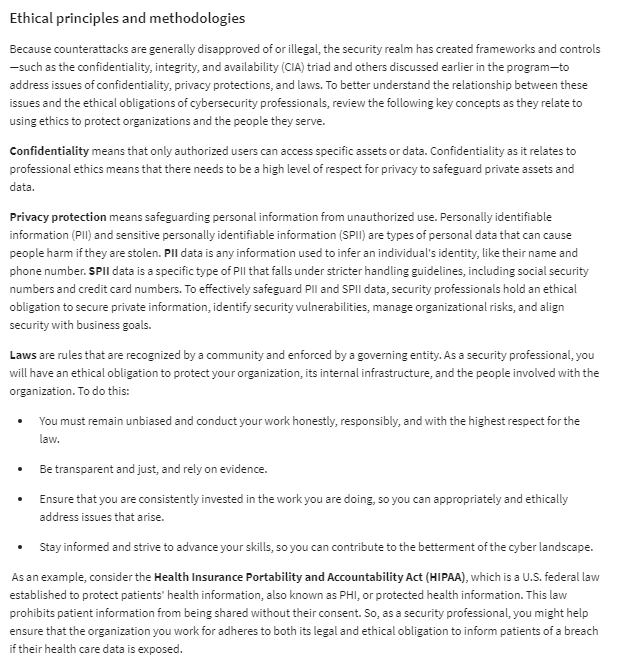 Ethical principles and methodologies
Because counterattacks are generally disapproved of or illegal, the security realm has created frameworks and controls
—such as the confidentiality, integrity, and availability (CIA) triad and others discussed earlier in the program—to
address issues of confidentiality, privacy protections, and laws. To better understand the relationship between these
issues and the ethical obligations of cybersecurity professionals, review the following key concepts as they relate to
using ethics to protect organizations and the people they serve.
Confidentiality means that only authorized users can access specific assets or data. Confidentiality as it relates to
professional ethics means that there needs to be a high level of respect for privacy to safeguard private assets and
data.
Privacy protection means safeguarding personal information from unauthorized use. Personally identifiable
information (PII) and sensitive personally identifiable information (SPII) are types of personal data that can cause
people harm if they are stolen. PII data is any information used to infer an individual's identity, like their name and
phone number. SPII data is a specific type of PII that falls under stricter handling guidelines, including social security
numbers and credit card numbers. To effectively safeguard PII and SPII data, security professionals hold an ethical
obligation to secure private information, identify security vulnerabilities, manage organizational risks, and align
security with business goals.
Laws are rules that are recognized by a community and enforced by a governing entity. As a security professional, you
will have an ethical obligation to protect your organization, its internal infrastructure, and the people involved with the
organization. To do this:
• You must remain unbiased and conduct your work honestly, responsibly, and with the highest respect for the
law.
• Be transparent and just, and rely on evidence.
• Ensure that you are consistently invested in the work you are doing, so you can appropriately and ethically
address issues that arise.
• Stay informed and strive to advance your skills, so you can contribute to the betterment of the cyber landscape.
As an example, consider the Health Insurance Portability and Accountability Act (HIPAA), which is a U.S. federal law
established to protect patients' health information, also known as PHI, or protected health information. This law
prohibits patient information from being shared without their consent. So, as a security professional, you might help
ensure that the organization you work for adheres to both its legal and ethical obligation to inform patients of a breach
if their health care data is exposed.